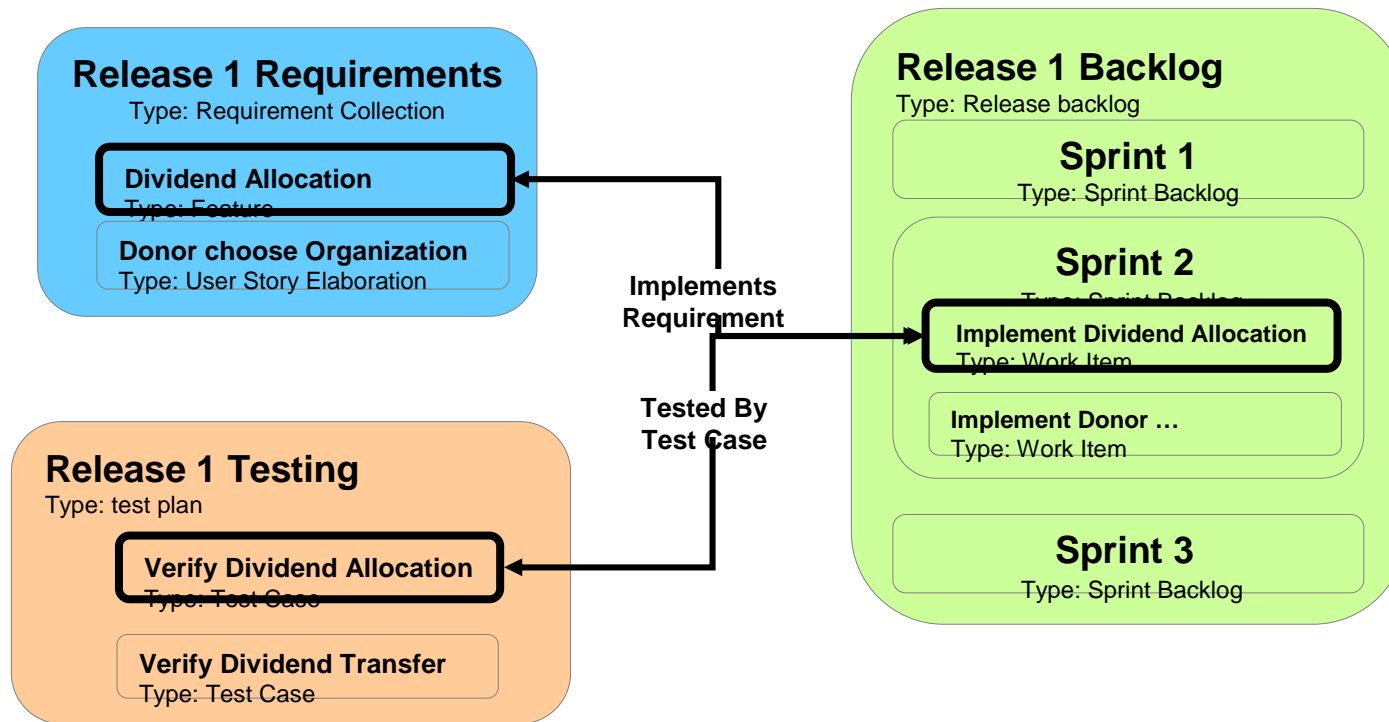 Release 1 Requirements
Type: Requirement Collection
Dividend Allocation
Type: Feature
Donor choose Organization
Type: User Story Elaboration
Implements
Requirement
Tested By
Test Case
Release 1 Testing
Type: test plan
Verify Dividend Allocation
Type: Test Case
Verify Dividend Transfer
Type: Test Case
Release 1 Backlog
Type: Release backlog
Sprint 1
Type: Sprint Backlog
Sprint 2
Type: Sprint Backlog
Implement Dividend Allocation
Type: Work Item
Implement Donor …
Type: Work Item
Sprint 3
Type: Sprint Backlog